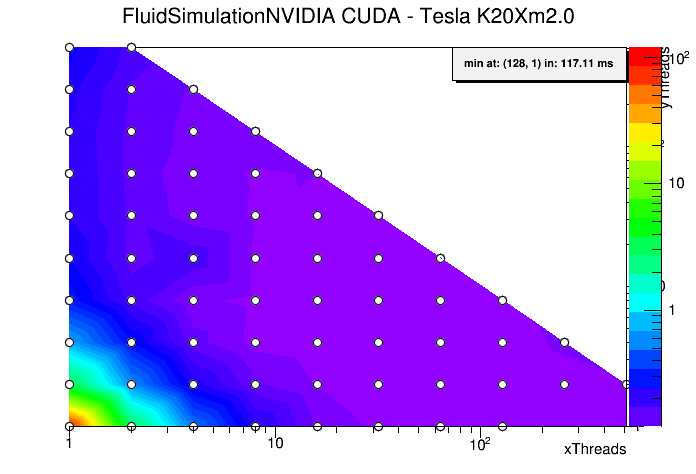 FluidSimulationNVIDIA CUDA - Tesla K20Xm2.0
min at: (128, 1) in: 117.11 ms
yThreads
10²
10
1
1
10
10²
xThreads